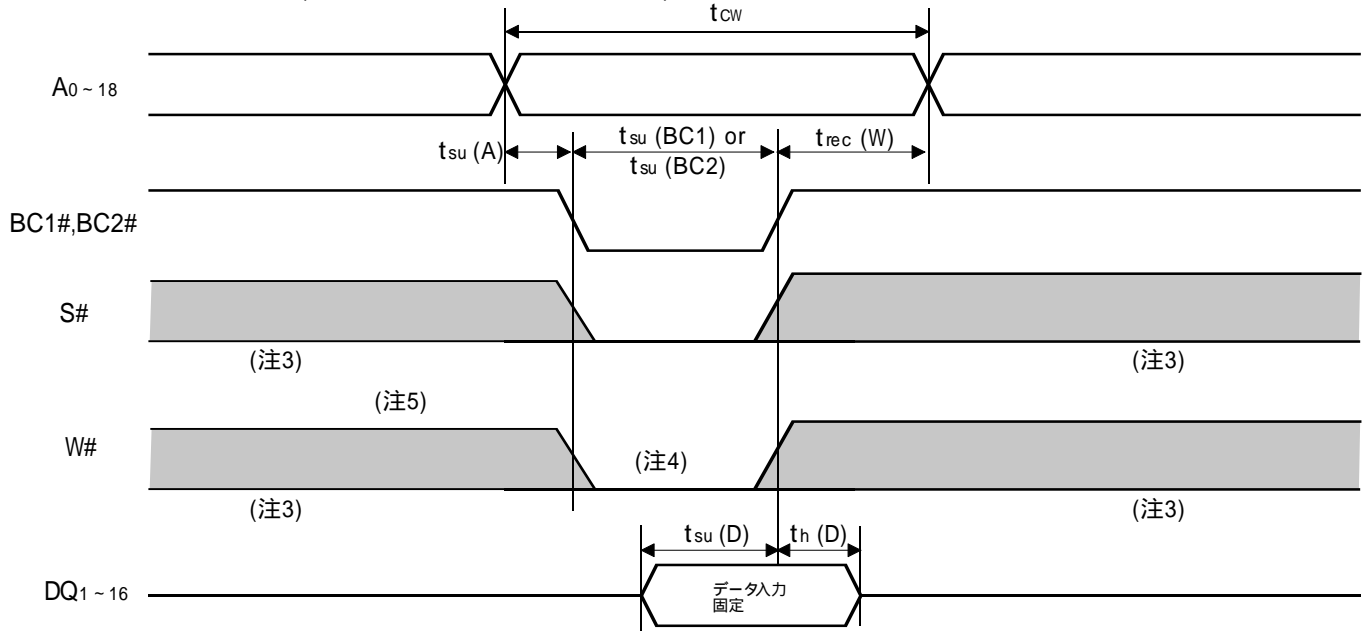 tCW
A0 ~ 18
tsu (A)
tsu (BC1) or
tsu (BC2)
trec (W)
BC1#,BC2#
S#
(注3)
(注3)
(注5)
W#
(注4)
(注3)
(注3)
tsu (D)
th (D)
DQ1 ~ 16
データ入力
固定